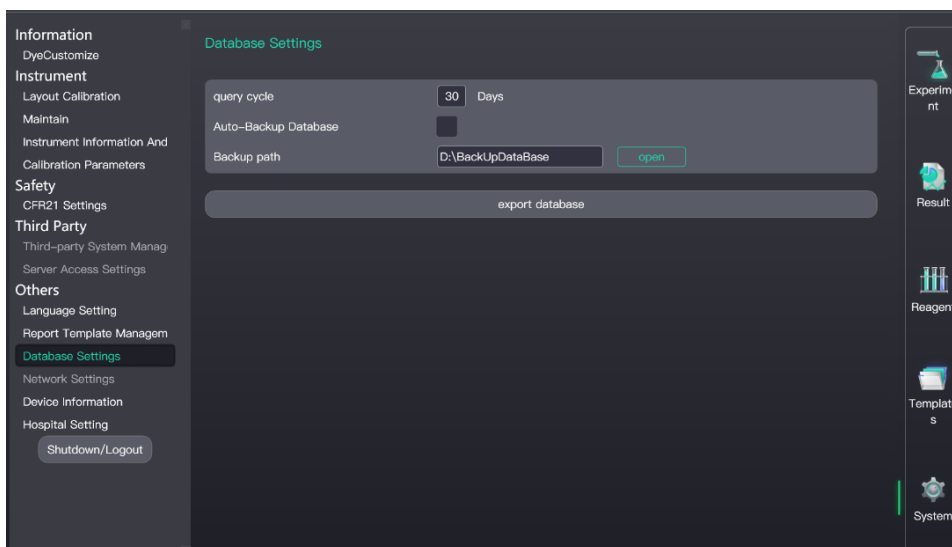 Information
DyeCustomize
Instrument
Layout Calibration
Maintain
Instrument Information And
Calibration Parameters
Safety
CFR21 Settings
Third Party
Third-party System Manag
Server Access Settings
Others
Language Setting
Report Template Managem
Database Settings
Network Settings
Device Information
Hospital Setting
Shutdown/Logout
Database Settings
query cycle 30 Days
Auto-Backup Database
Backup path D:\BackUpDataBase open
export database
Experime
nt
Result
Reagent
Template
s
System